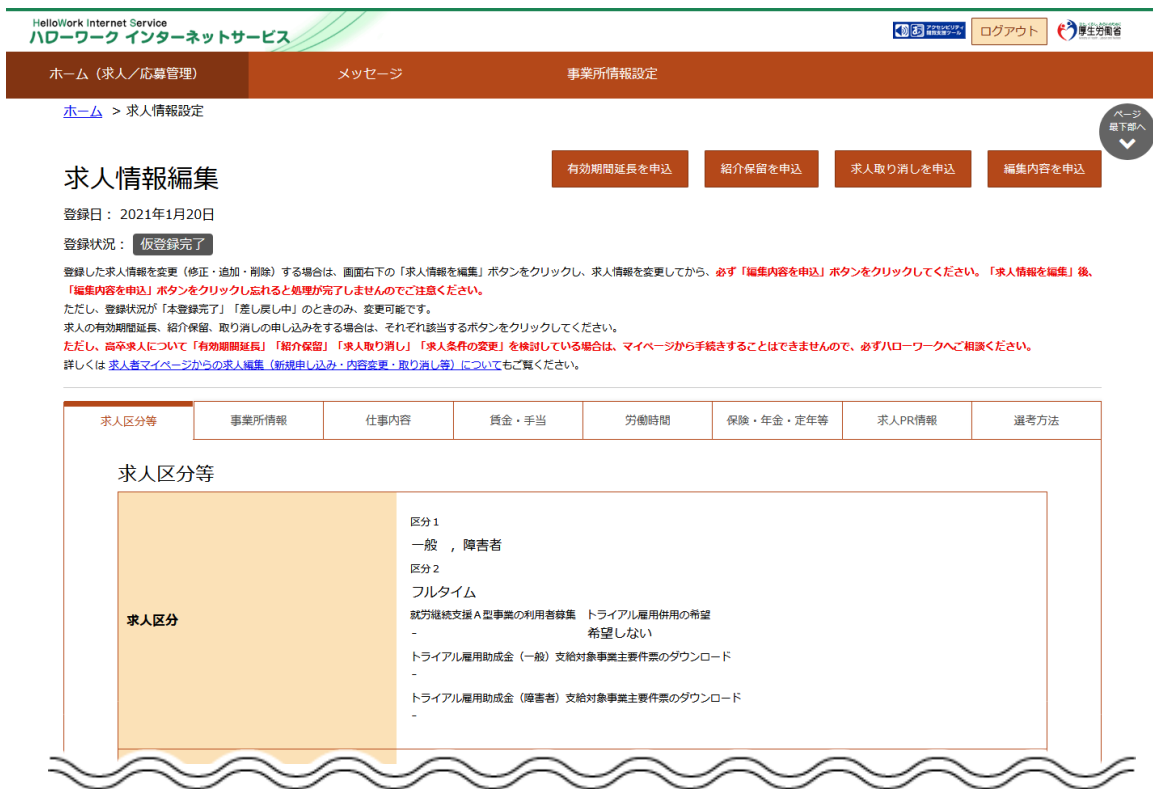 HelloWork Internet Service
ハローワーク インターネットサービス
アクセシビリティ
閲覧支援ツール
ログアウト
厚生労働省
ホーム（求人／応募管理）
メッセージ
事業所情報設定
ホーム > 求人情報設定
ページ
最下部へ
求人情報編集
有効期間延長を申込
紹介保留を申込
求人取り消しを申込
編集内容を申込
登録日： 2021年1月20日
登録状況： 仮登録完了
登録した求人情報を変更（修正・追加・削除）する場合は、画面右下の「求人情報を編集」ボタンをクリックし、求人情報を変更してから、必ず「編集内容を申込」ボタンをクリックしてください。「求人情報を編集」後、
「編集内容を申込」ボタンをクリックし忘れると処理が完了しませんのでご注意ください。
ただし、登録状況が「本登録完了」「差し戻し中」のときのみ、変更可能です。
求人の有効期間延長、紹介保留、取り消しの申し込みをする場合は、それぞれ該当するボタンをクリックしてください。
ただし、高卒求人について「有効期間延長」「紹介保留」「求人取り消し」「求人条件の変更」を検討している場合は、マイページから手続きすることはできませんので、必ずハローワークへご相談ください。
詳しくは 求人者マイページからの求人編集（新規申し込み・内容変更・取り消し等）についてもご覧ください。
求人区分等
事業所情報
仕事内容
賃金・手当
労働時間
保険・年金・定年等
求人PR情報
選考方法
求人区分等
求人区分
区分１
一般 ，障害者
区分２
フルタイム
就労継続支援Ａ型事業の利用者募集 トライアル雇用併用の希望
- 希望しない
トライアル雇用助成金（一般）支給対象事業主要件票のダウンロード
-
トライアル雇用助成金（障害者）支給対象事業主要件票のダウンロード
-